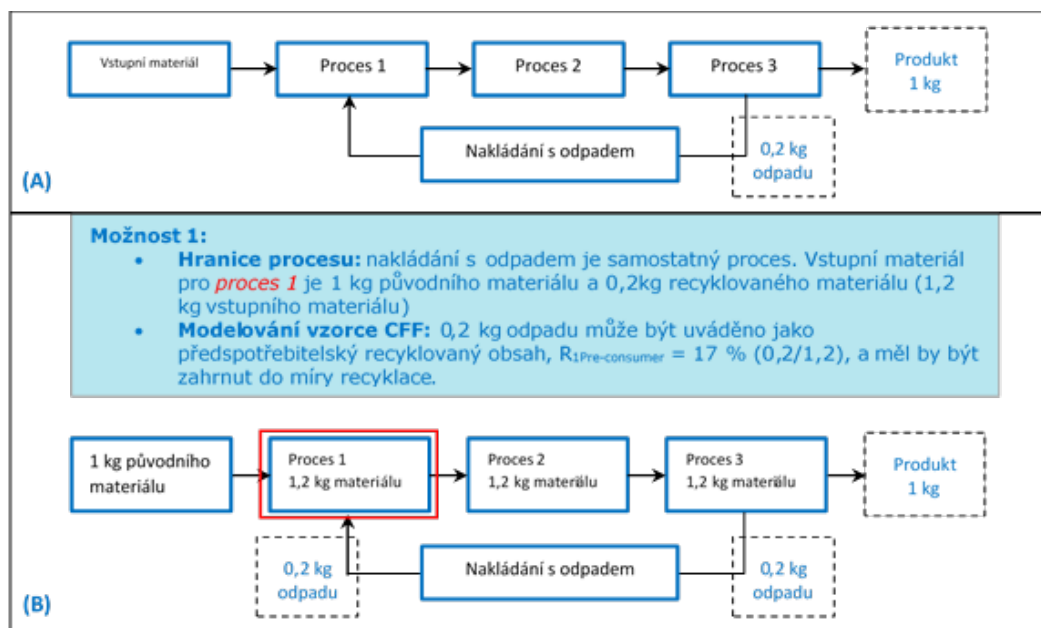 Vstupní materiál
Proces 1
Proces 2
Proces 3
Produkt
1 kg
Nakládání s odpadem
0,2 kg
odpadu
(A)
Možnost 1:
• Hranice procesu: nakládání s odpadem je samostatný proces. Vstupní materiál
pro proces 1 je 1 kg původního materiálu a 0,2kg recyklovaného materiálu (1,2
kg vstupního materiálu)
• Modelování vzorce CFF: 0,2 kg odpadu může být uváděno jako
předspotřebitelský recyklovaný obsah, R1Pre-consumer = 17 % (0,2/1,2), a měl by být
zahrnut do míry recyklace.
1 kg původního
materiálu
Proces 1
1,2 kg materiálu
Proces 2
1,2 kg materiálu
Proces 3
1,2 kg materiálu
Produkt
1 kg
0,2 kg
odpadu
Nakládání s odpadem
0,2 kg
odpadu
(B)